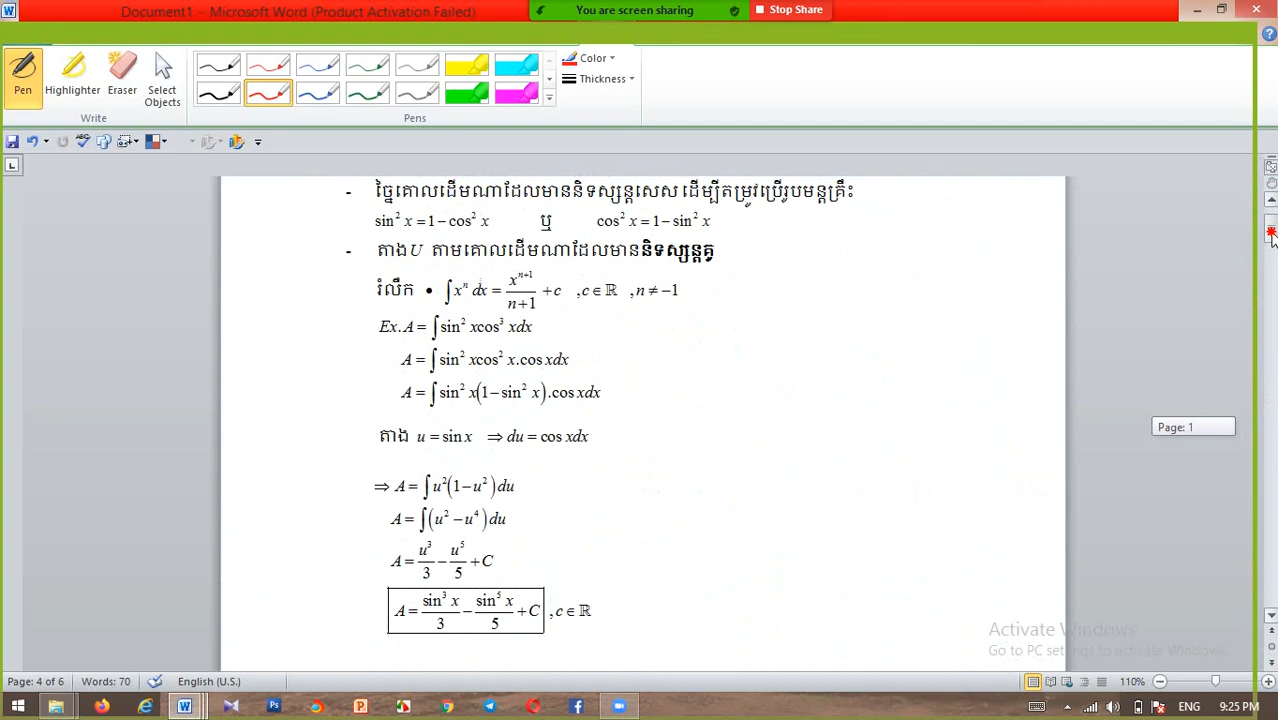 Document1 - Microsoft Word (Product Activation Failed)
You are screen sharing
Stop Share
Pen
Highlighter
Eraser
Select Objects
Color
Thickness
Write
Pens
- ច្នៃគោលដើមណាដែលមាននិទស្សន្តសេស ដើម្បីតម្រូវប្រើរូបមន្តគ្រឹះ
sin² x = 1 − cos² x ឬ cos² x = 1 − sin² x
- តាង U តាមគោលដើមណាដែលមាននិទស្សន្តគូ
រំលឹក • ∫ xⁿ dx = xⁿ⁺¹/(n+1) + c , c ∈ ℝ , n ≠ −1
Ex. A = ∫ sin² x cos³ x dx
A = ∫ sin² x cos² x . cos x dx
A = ∫ sin² x (1 − sin² x) . cos x dx
តាង u = sin x ⇒ du = cos x dx
⇒ A = ∫ u² (1 − u²) du
A = ∫ (u² − u⁴) du
A = u³/3 − u⁵/5 + C
A = sin³ x/3 − sin⁵ x/5 + C , c ∈ ℝ
Page: 1
Activate Windows
Go to PC settings to activate Windows.
Page: 4 of 6
Words: 70
English (U.S.)
110%
ENG
9:25 PM